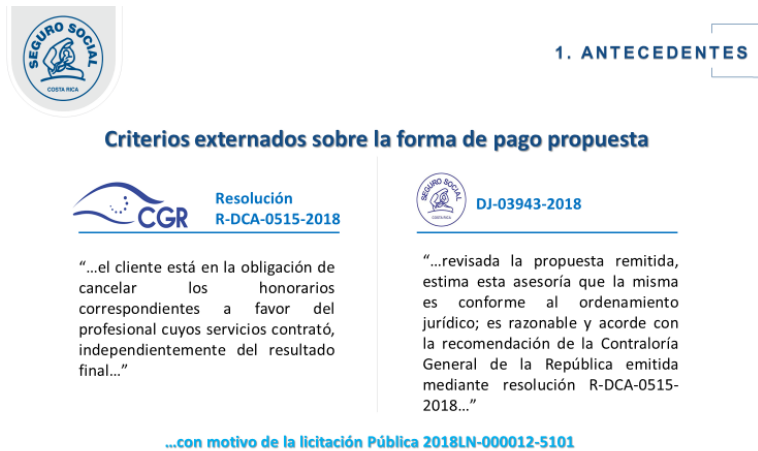 SEGURO SOCIAL
COSTA RICA
1. ANTECEDENTES
Criterios externados sobre la forma de pago propuesta
CGR
Resolución
R-DCA-0515-2018
“…el cliente está en la obligación de
cancelar los honorarios
correspondientes a favor del
profesional cuyos servicios contrató,
independientemente del resultado
final…”
SEGURO SOCIAL
COSTA RICA
DJ-03943-2018
“…revisada la propuesta remitida,
estima esta asesoría que la misma
es conforme al ordenamiento
jurídico; es razonable y acorde con
la recomendación de la Contraloría
General de la República emitida
mediante resolución R-DCA-0515-
2018…”
…con motivo de la licitación Pública 2018LN-000012-5101